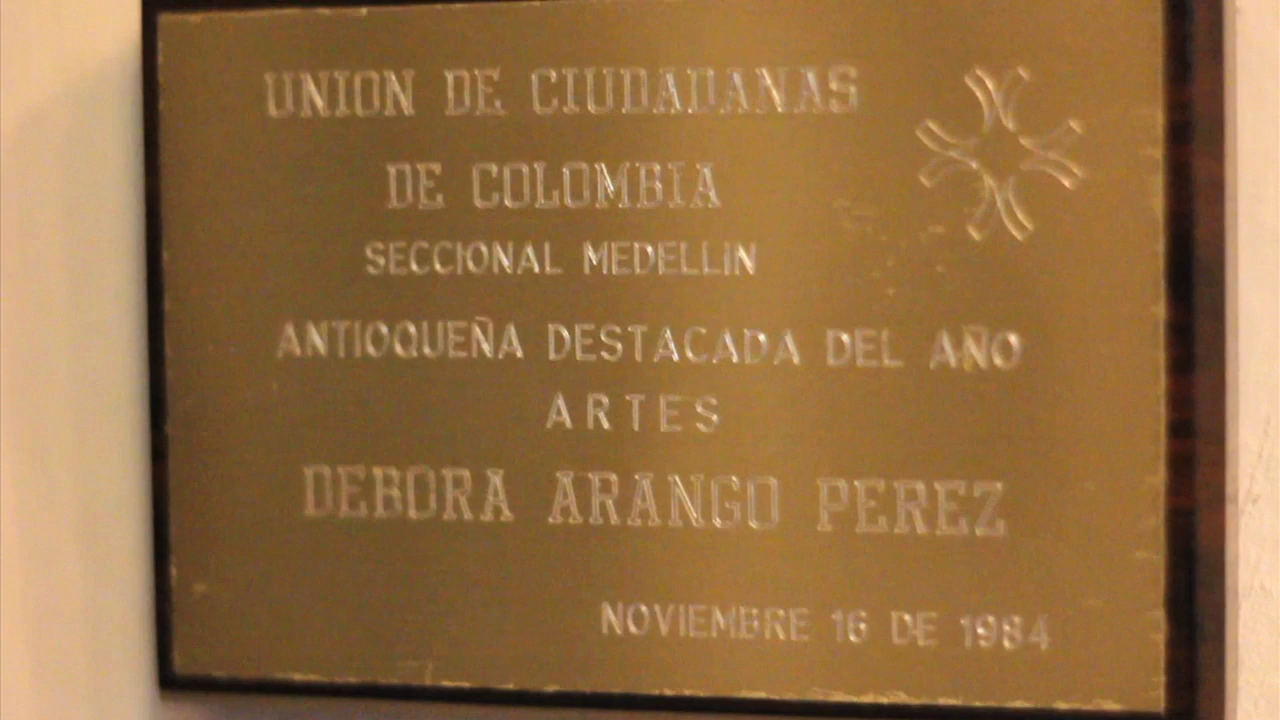 UNION DE CIUDADANAS
DE COLOMBIA
SECCIONAL MEDELLIN
ANTIOQUEÑA DESTACADA DEL AÑO
ARTES
DEBORA ARANGO PEREZ
NOVIEMBRE 16 DE 1984